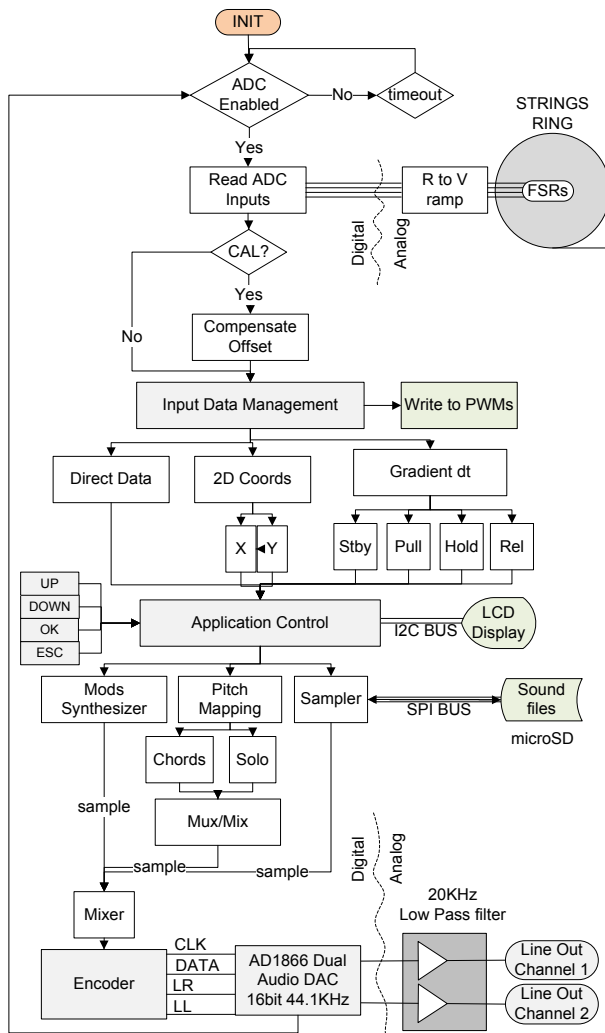 INIT
ADC
Enabled
No
timeout
STRINGS
RING
Yes
Read ADC
Inputs
R to V
ramp
FSRs
Digital
Analog
CAL?
Yes
No
Compensate
Offset
Input Data Management
Write to PWMs
Direct Data
2D Coords
Gradient dt
X
Y
Stby
Pull
Hold
Rel
UP
DOWN
OK
ESC
Application Control
I2C BUS
LCD
Display
Mods
Synthesizer
Pitch
Mapping
Sampler
SPI BUS
Sound
files
microSD
Chords
Solo
sample
Mux/Mix
sample
sample
Digital
Analog
Mixer
20KHz
Low Pass filter
Encoder
CLK
DATA
LR
LL
AD1866 Dual
Audio DAC
16bit 44.1KHz
Line Out
Channel 1
Line Out
Channel 2